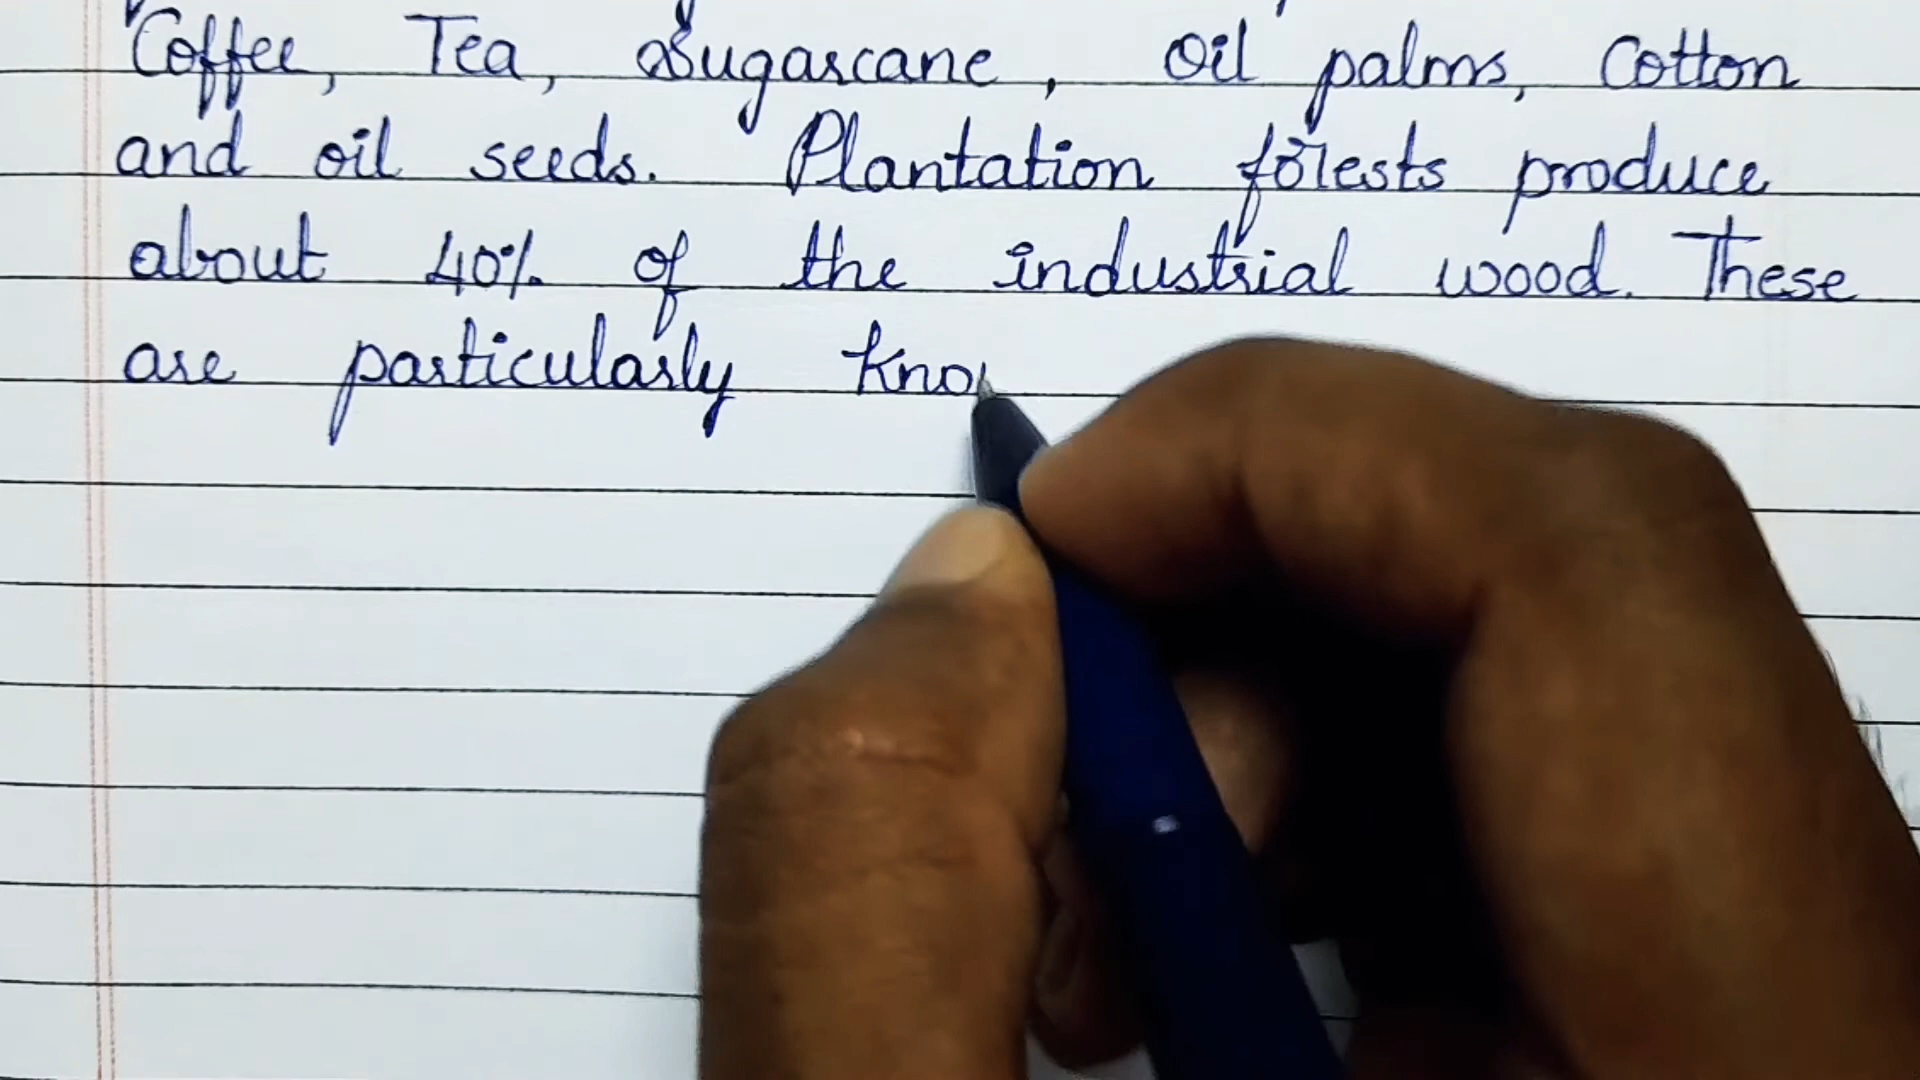 Coffee, Tea, Sugarcane, Oil palms, Cotton
and oil seeds. Plantation forests produce
about 40% of the industrial wood. These
are particularly kno